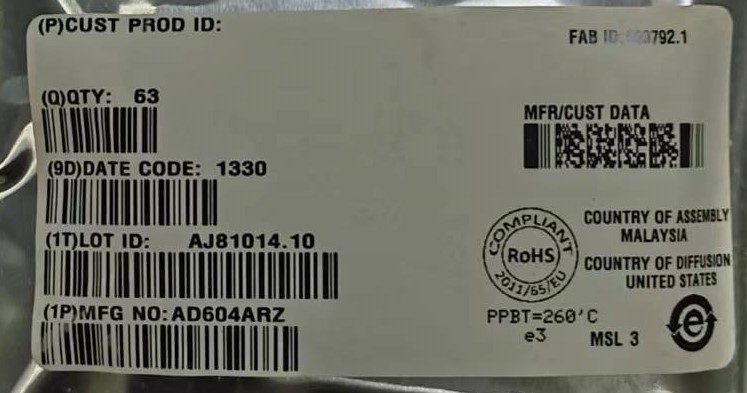 (P)CUST PROD ID:
FAB ID: 792.1
(Q)QTY: 63
MFR/CUST DATA
(9D)DATE CODE: 1330
(1T)LOT ID: AJ81014.10
COMPLIANT
RoHS
2011/65/EU
COUNTRY OF ASSEMBLY
MALAYSIA
COUNTRY OF DIFFUSION
UNITED STATES
(1P)MFG NO:AD604ARZ
PPBT=260'C
e3
MSL 3
e